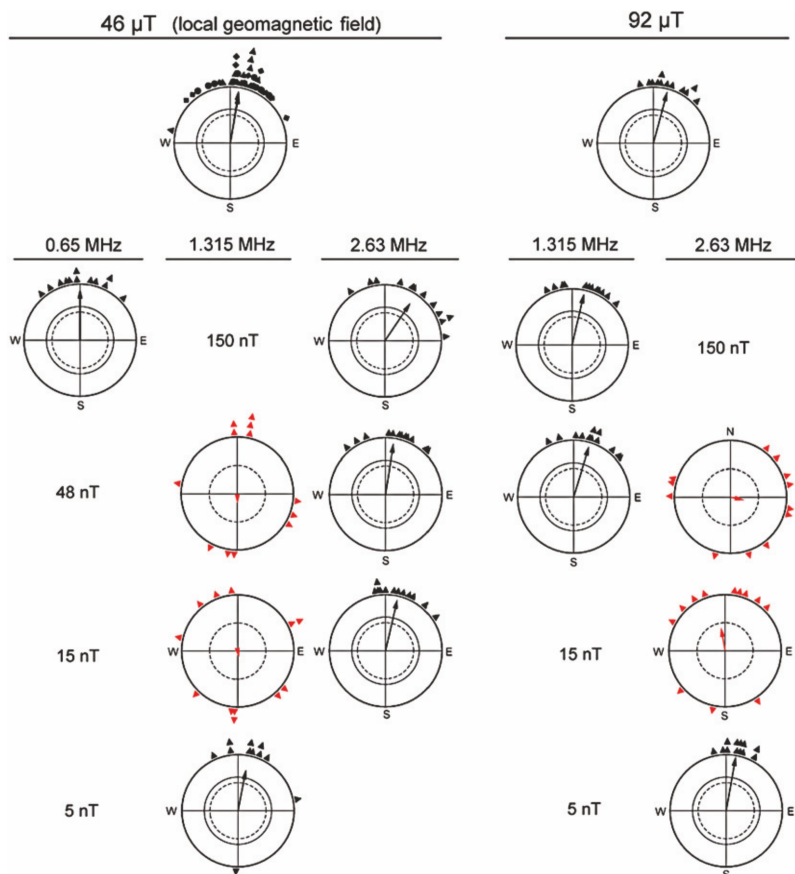 46 µT (local geomagnetic field) 92 µT
W E W E
S S
0.65 MHz 1.315 MHz 2.63 MHz 1.315 MHz 2.63 MHz
W E 150 nT W W E 150 nT
S S S
N
48 nT W E W E W E
S S S
15 nT W E W E 15 nT W E
S S S
5 nT W E 5 nT W E
S S